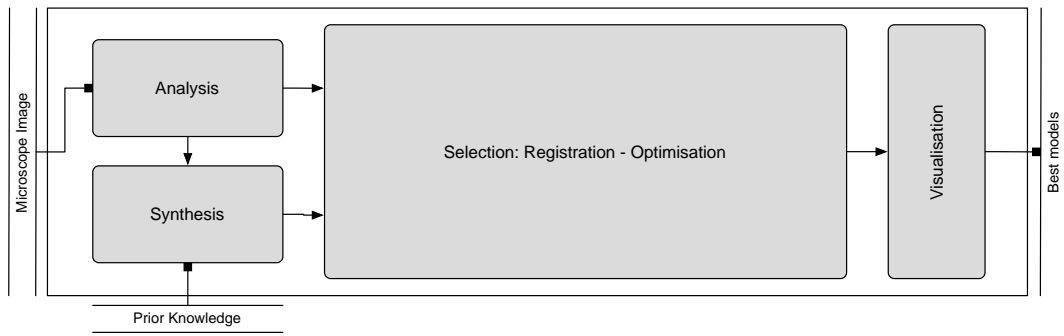 Microscope Image
Analysis
Synthesis
Prior Knowledge
Selection: Registration - Optimisation
Visualisation
Best models